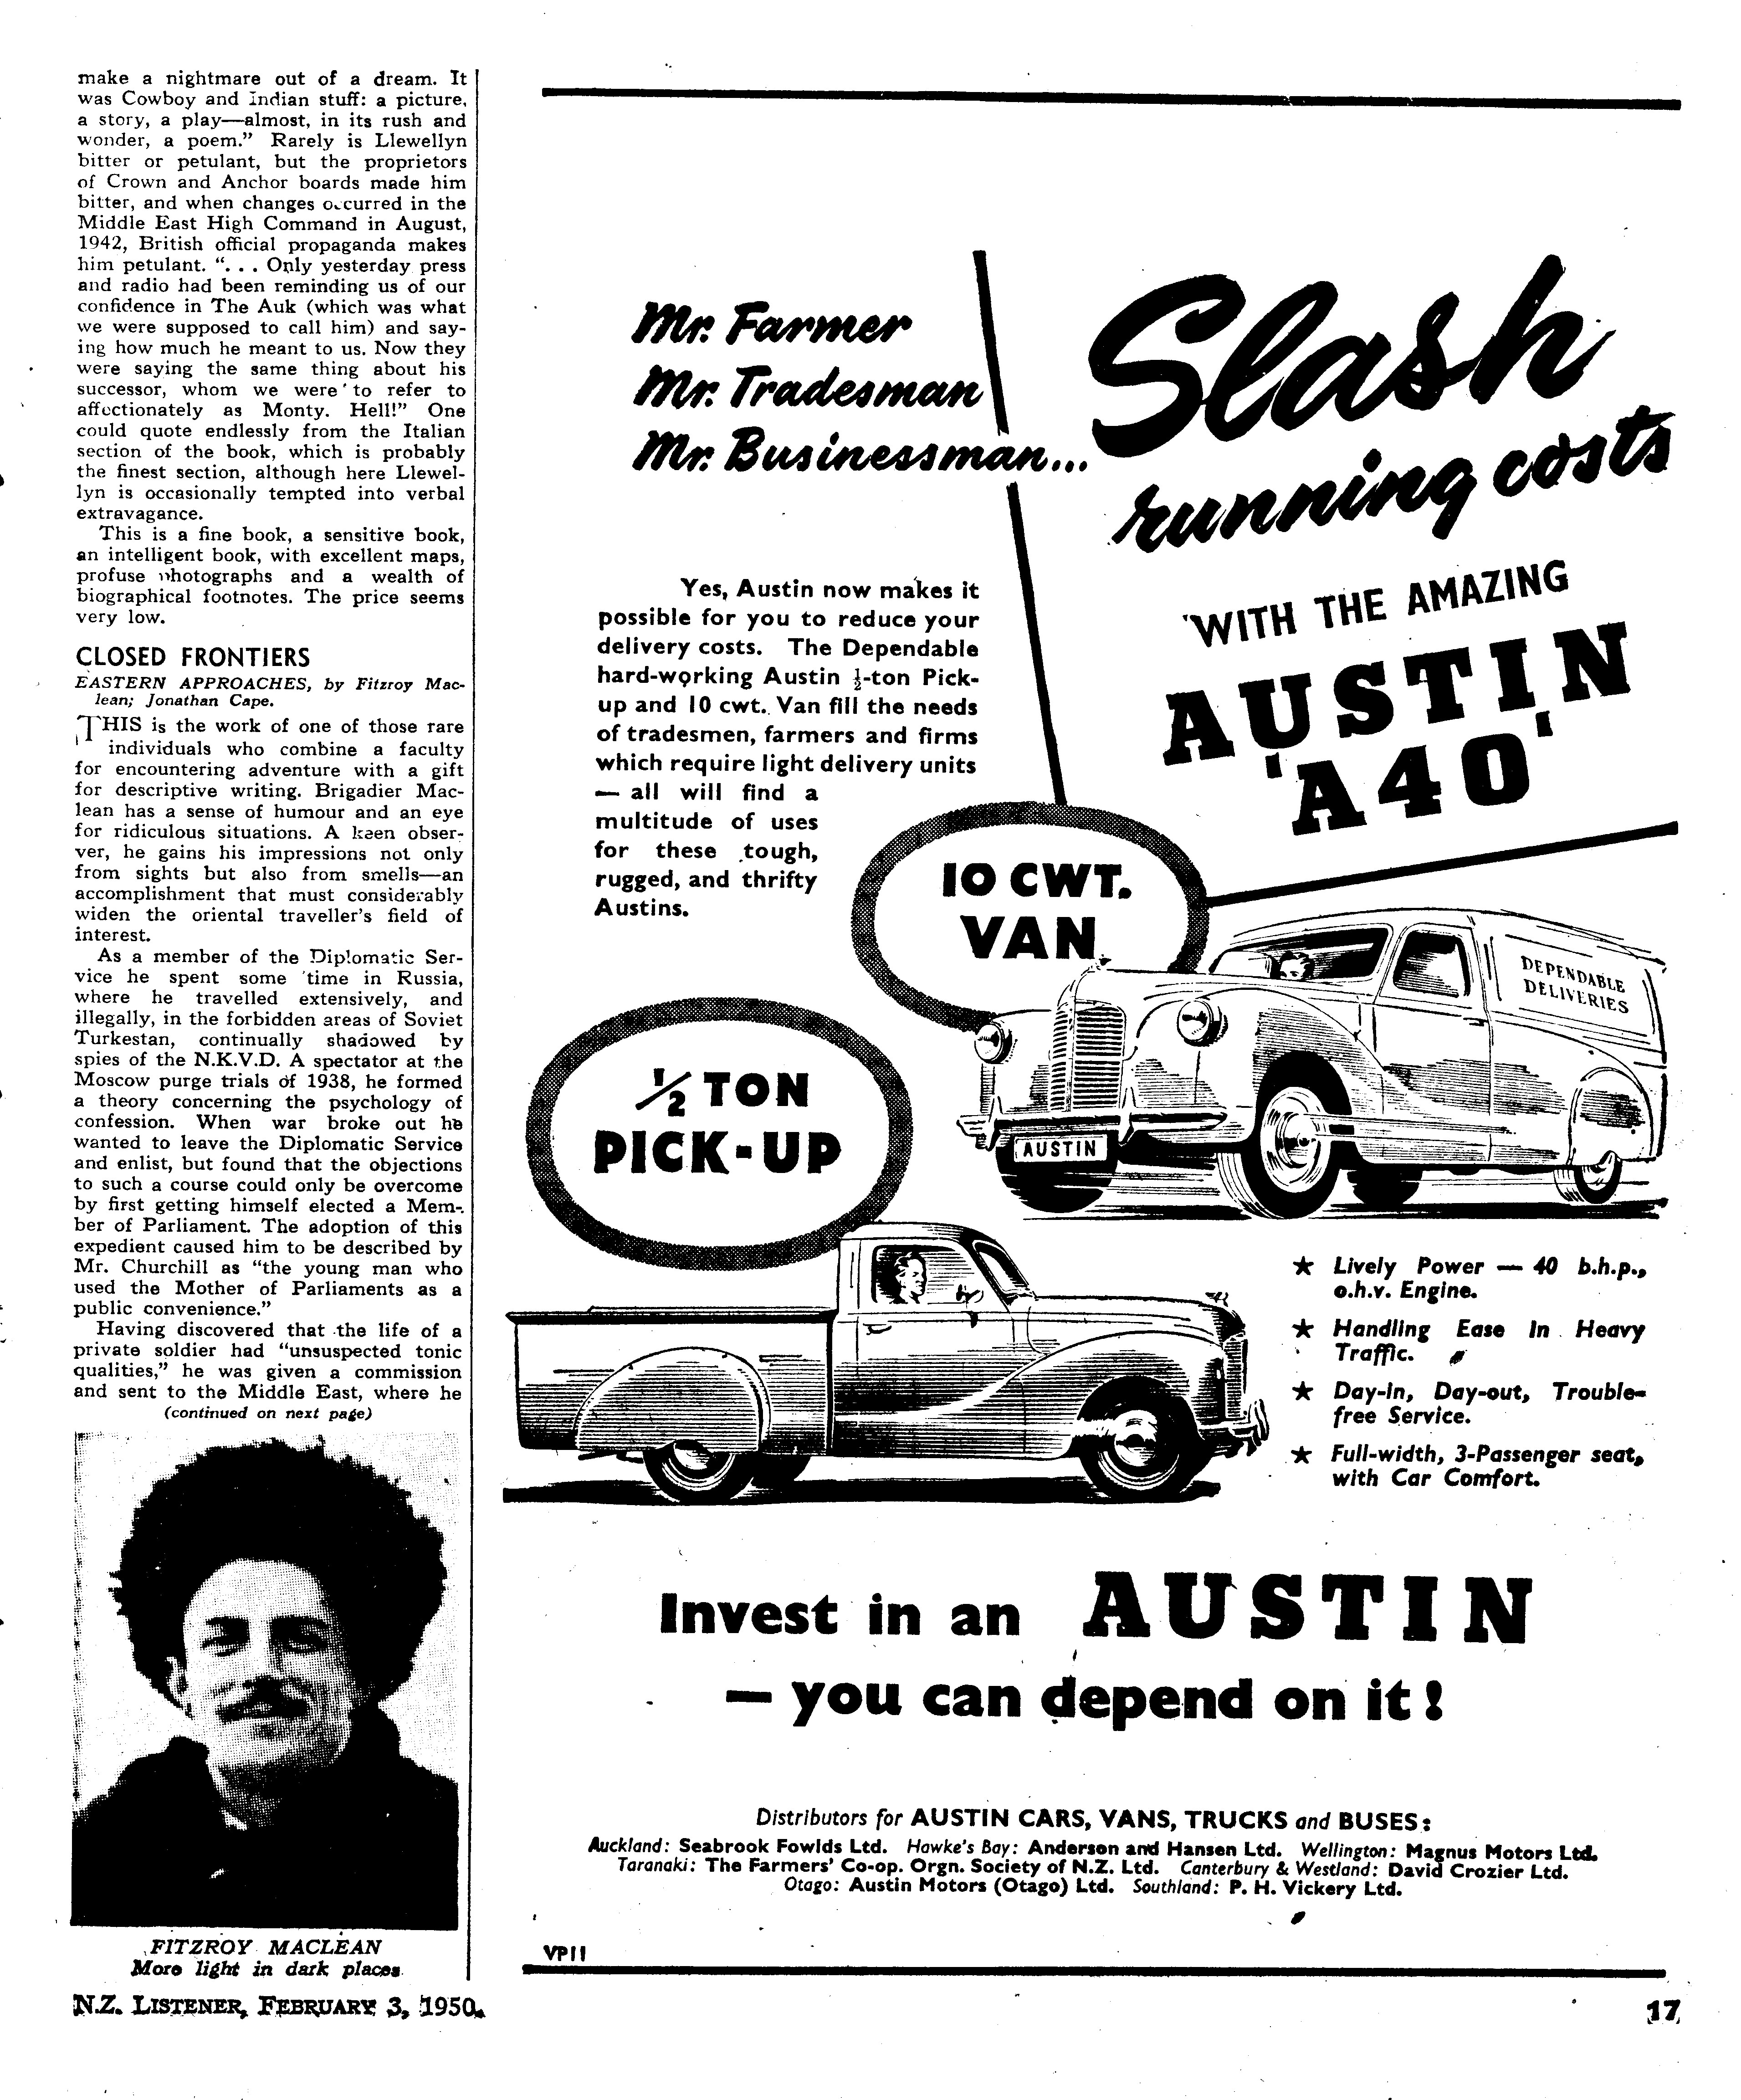 make a nightmare out of a dream. It
was Cowboy and Indian stuff: a picture,
a story, a play—almost, in its rush and
wonder, a poem." Rarely is Llewellyn
bitter or petulant, but the proprietors
of Crown and Anchor boards made him
bitter, and when changes occurred in the
Middle East High Command in August,
1942, British official propaganda makes
him petulant. ". . . Only yesterday press
and radio had been reminding us of our
confidence in The Auk (which was what
we were supposed to call him) and say-
ing how much he meant to us. Now they
were saying the same thing about his
successor, whom we were to refer to
affectionately as Monty. Hell!" One
could quote endlessly from the Italian
section of the book, which is probably
the finest section, although here Llewel-
lyn is occasionally tempted into verbal
extravagance.
This is a fine book, a sensitive book,
an intelligent book, with excellent maps,
profuse photographs and a wealth of
biographical footnotes. The price seems
very low.
CLOSED FRONTIERS
EASTERN APPROACHES, by Fitzroy Mac-
lean; Jonathan Cape.
THIS is the work of one of those rare
individuals who combine a faculty
for encountering adventure with a gift
for descriptive writing. Brigadier Mac-
lean has a sense of humour and an eye
for ridiculous situations. A keen obser-
ver, he gains his impressions not only
from sights but also from smells—an
accomplishment that must considerably
widen the oriental traveller's field of
interest.
As a member of the Diplomatic Ser-
vice he spent some time in Russia,
where he travelled extensively, and
illegally, in the forbidden areas of Soviet
Turkestan, continually shadowed by
spies of the N.K.V.D. A spectator at the
Moscow purge trials of 1938, he formed
a theory concerning the psychology of
confession. When war broke out he
wanted to leave the Diplomatic Service
and enlist, but found that the objections
to such a course could only be overcome
by first getting himself elected a Mem-
ber of Parliament. The adoption of this
expedient caused him to be described by
Mr. Churchill as "the young man who
used the Mother of Parliaments as a
public convenience."
Having discovered that the life of a
private soldier had "unsuspected tonic
qualities," he was given a commission
and sent to the Middle East, where he
(continued on next page)
FITZROY MACLEAN
More light in dark places
Mr. Farmer
Mr. Tradesman
Mr. Businessman...
Slash
running costs
WITH THE AMAZING
AUSTIN
'A40'
Yes, Austin now makes it
possible for you to reduce your
delivery costs. The Dependable
hard-working Austin ½-ton Pick-
up and 10 cwt. Van fill the needs
of tradesmen, farmers and firms
which require light delivery units
— all will find a
multitude of uses
for these tough,
rugged, and thrifty
Austins.
10 CWT.
VAN
DEPENDABLE
DELIVERIES
AUSTIN
½ TON
PICK-UP
★ Lively Power — 40 b.h.p.,
o.h.v. Engine.
★ Handling Ease In Heavy
Traffic.
★ Day-in, Day-out, Trouble-
free Service.
★ Full-width, 3-Passenger seat,
with Car Comfort.
Invest in an AUSTIN
— you can depend on it!
Distributors for AUSTIN CARS, VANS, TRUCKS and BUSES:
Auckland: Seabrook Fowlds Ltd. Hawke's Bay: Anderson and Hansen Ltd. Wellington: Magnus Motors Ltd.
Taranaki: The Farmers' Co-op. Orgn. Society of N.Z. Ltd. Canterbury & Westland: David Crozier Ltd.
Otago: Austin Motors (Otago) Ltd. Southland: P. H. Vickery Ltd.
VP11
N.Z. LISTENER, FEBRUARY 3, 1950.
17